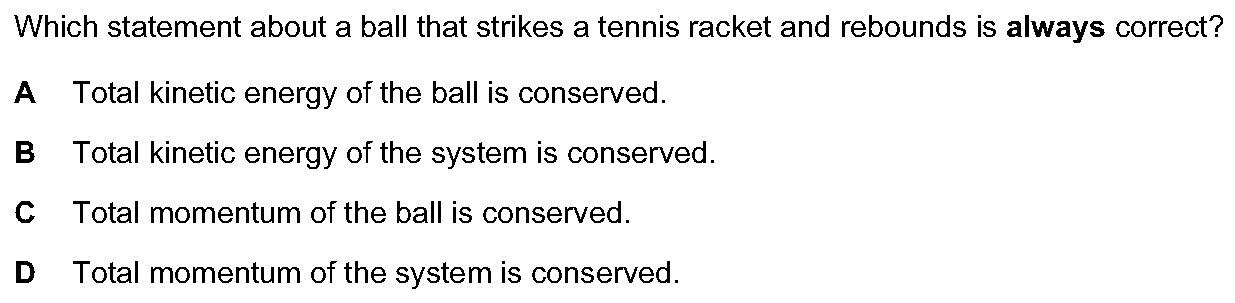 Which statement about a ball that strikes a tennis racket and rebounds is always correct?
A Total kinetic energy of the ball is conserved.
B Total kinetic energy of the system is conserved.
C Total momentum of the ball is conserved.
D Total momentum of the system is conserved.